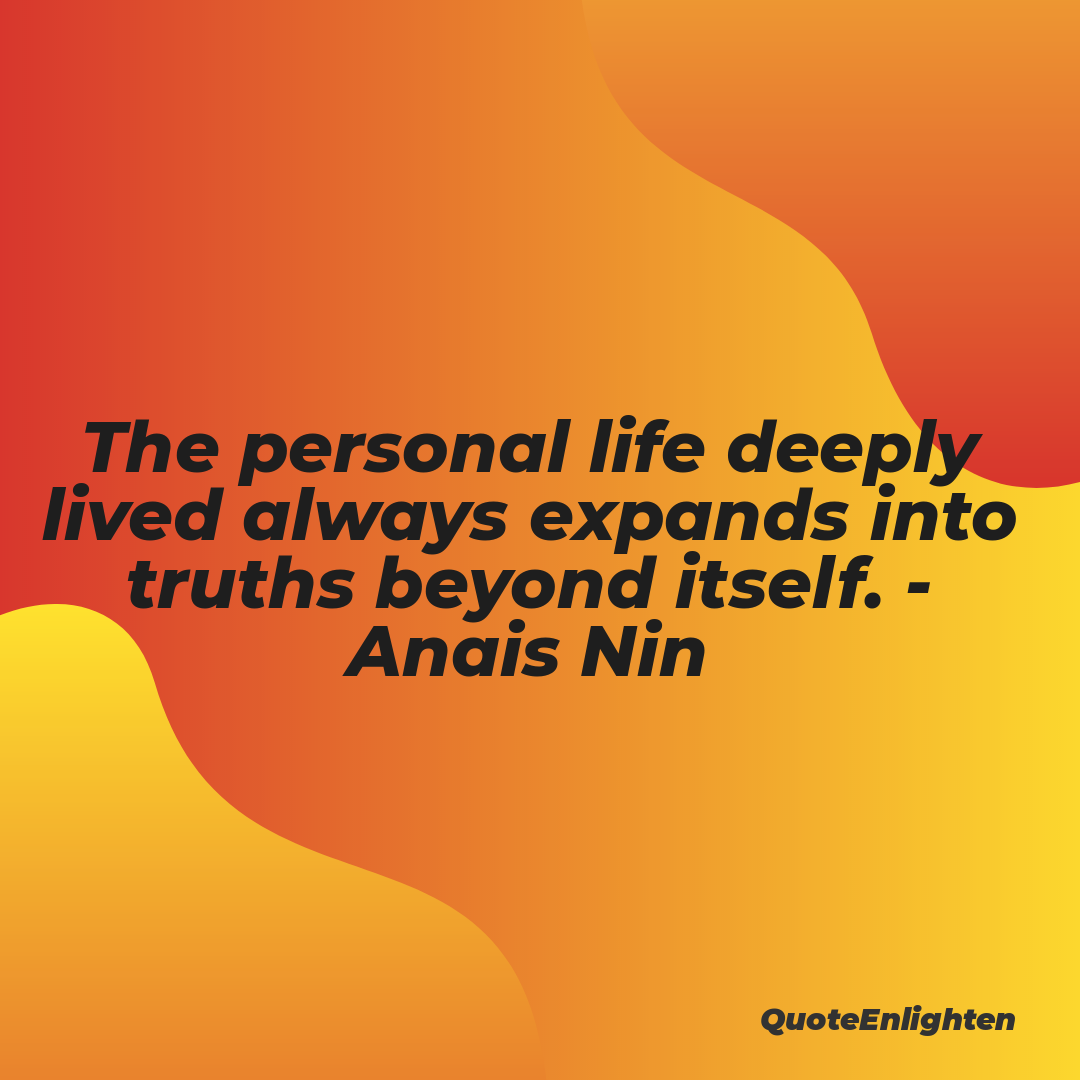 The personal life deeply
lived always expands into
truths beyond itself. -
Anais Nin
QuoteEnlighten